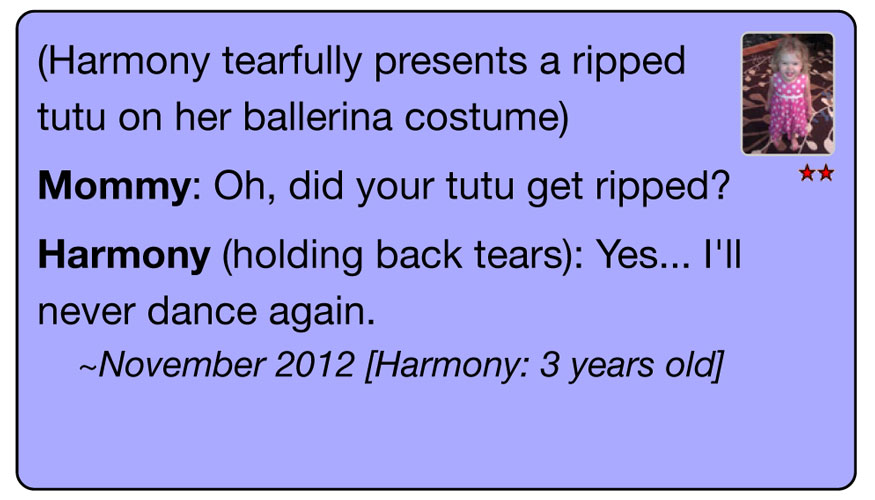 (Harmony tearfully presents a ripped
tutu on her ballerina costume)
Mommy: Oh, did your tutu get ripped?
Harmony (holding back tears): Yes... I'll
never dance again.
~November 2012 [Harmony: 3 years old]